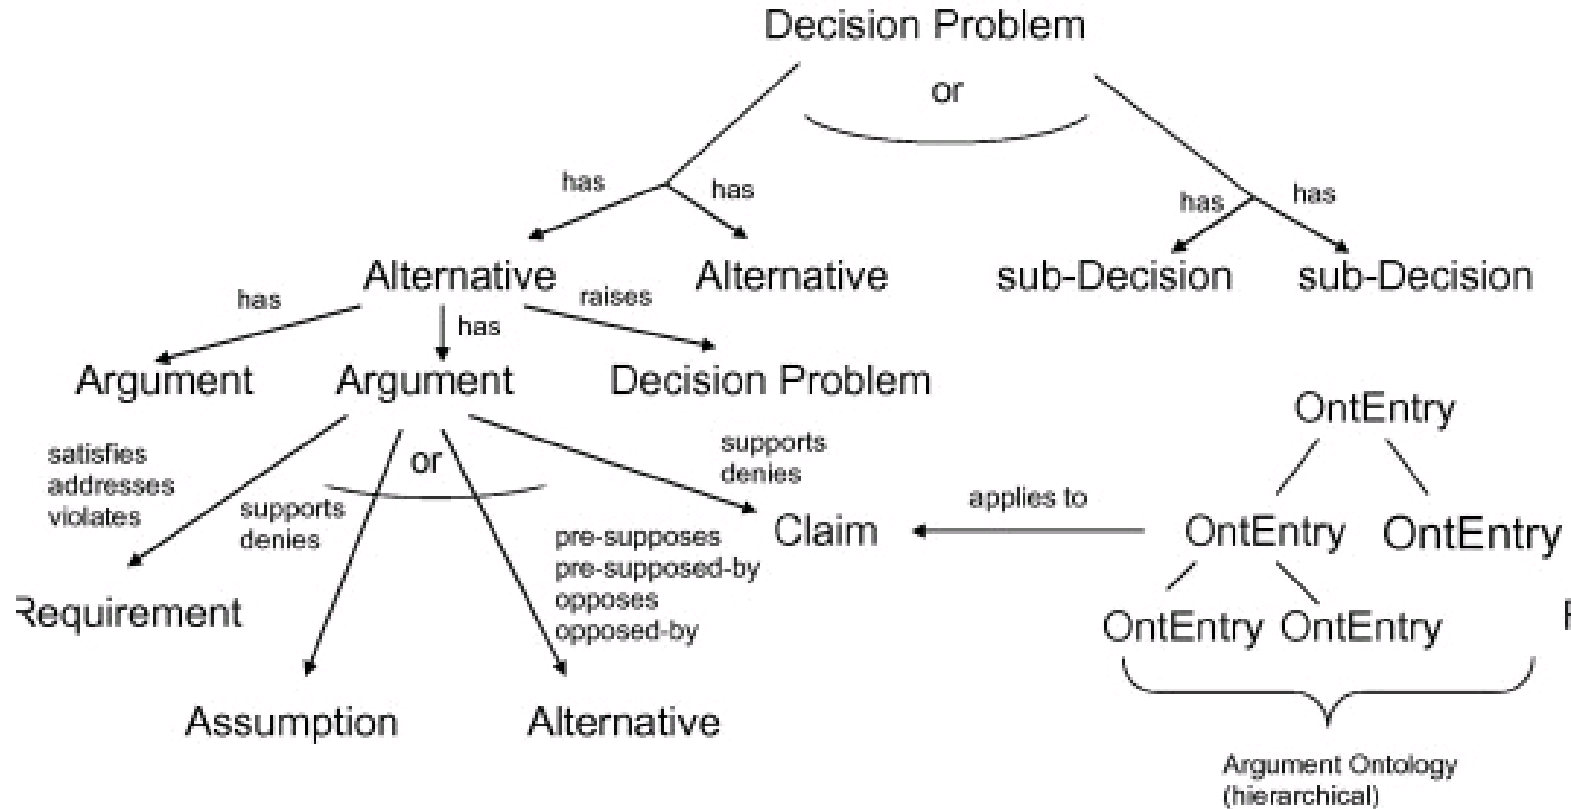 Decision Problem
or
has
has
has
has
Alternative
Alternative
sub-Decision
sub-Decision
has
has
raises
Argument
Argument
Decision Problem
OntEntry
satisfies
addresses
violates
or
supports
denies
supports
denies
applies to
Claim
OntEntry
OntEntry
pre-supposes
pre-supposed-by
opposes
opposed-by
Requirement
OntEntry
OntEntry
Assumption
Alternative
Argument Ontology
(hierarchical)